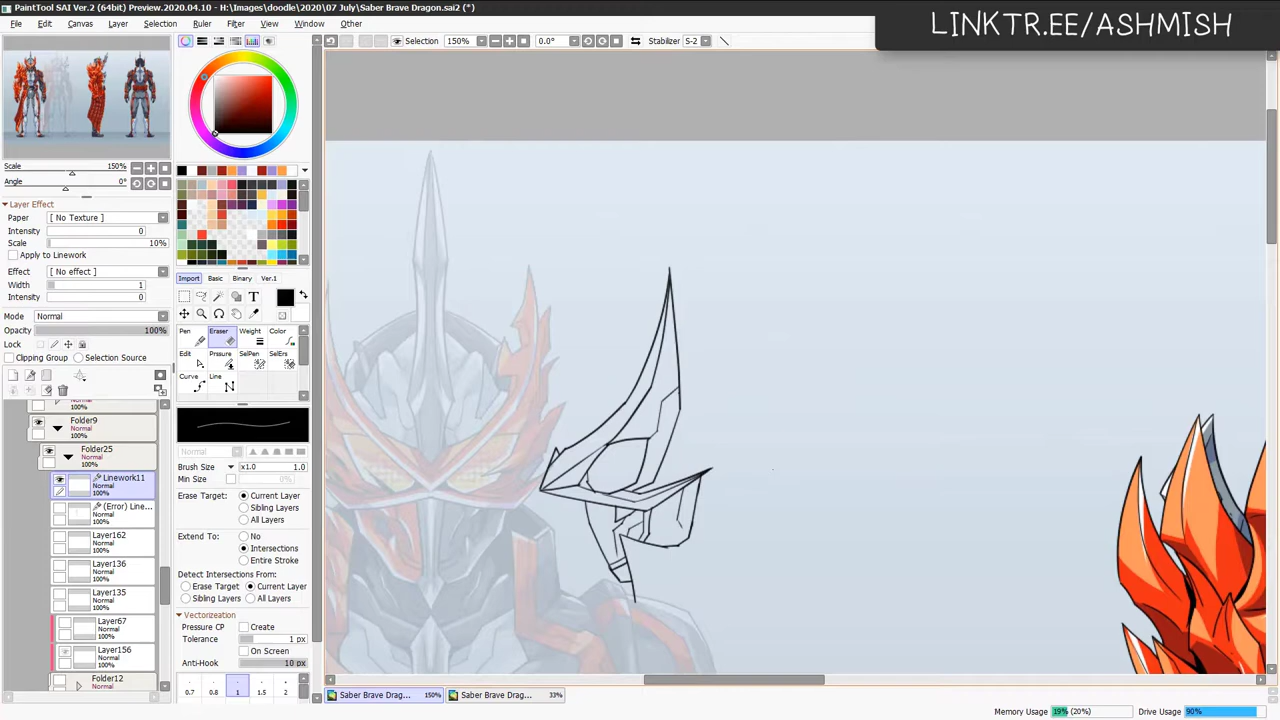 PaintTool SAI Ver.2 (64bit) Preview.2020.04.10 - H:\Images\doodle\2020\07 July\Saber Brave Dragon.sai2 (*)
LINKTR.EE/ASHMISH
File Edit Canvas Layer Selection Ruler Filter View Window Other
Selection 150% 0.0° Stabilizer S-2
Scale 150%
Angle 0°
Layer Effect
Paper [ No Texture ]
Intensity 0
Scale 10%
Apply to Linework
Effect [ No effect ]
Width 1
Intensity 0
Mode Normal
Opacity 100%
Lock
Clipping Group Selection Source
100%
Folder9
100%
Folder25
100%
Linework11
Normal
100%
(Error) Line...
Normal
100%
Layer162
Normal
100%
Layer136
Normal
100%
Layer135
Normal
100%
Layer67
Normal
100%
Layer156
Normal
100%
Folder12
Normal
Import Basic Binary Ver.1
T
Pen Eraser Weight Color
Edit Prssure SelPen SelErs
Curve Line
Normal
Brush Size x1.0 1.0
Min Size 0%
Erase Target: Current Layer
Sibling Layers
All Layers
Extend To: No
Intersections
Entire Stroke
Detect Intersections From:
Erase Target Current Layer
Sibling Layers All Layers
Vectorization
Pressure CP Create
Tolerance 1 px
On Screen
Anti-Hook 10 px
0.7 0.8 1 1.5 2
Saber Brave Drag... 150% Saber Brave Drag... 33%
Memory Usage 19% (20%) Drive Usage 90%